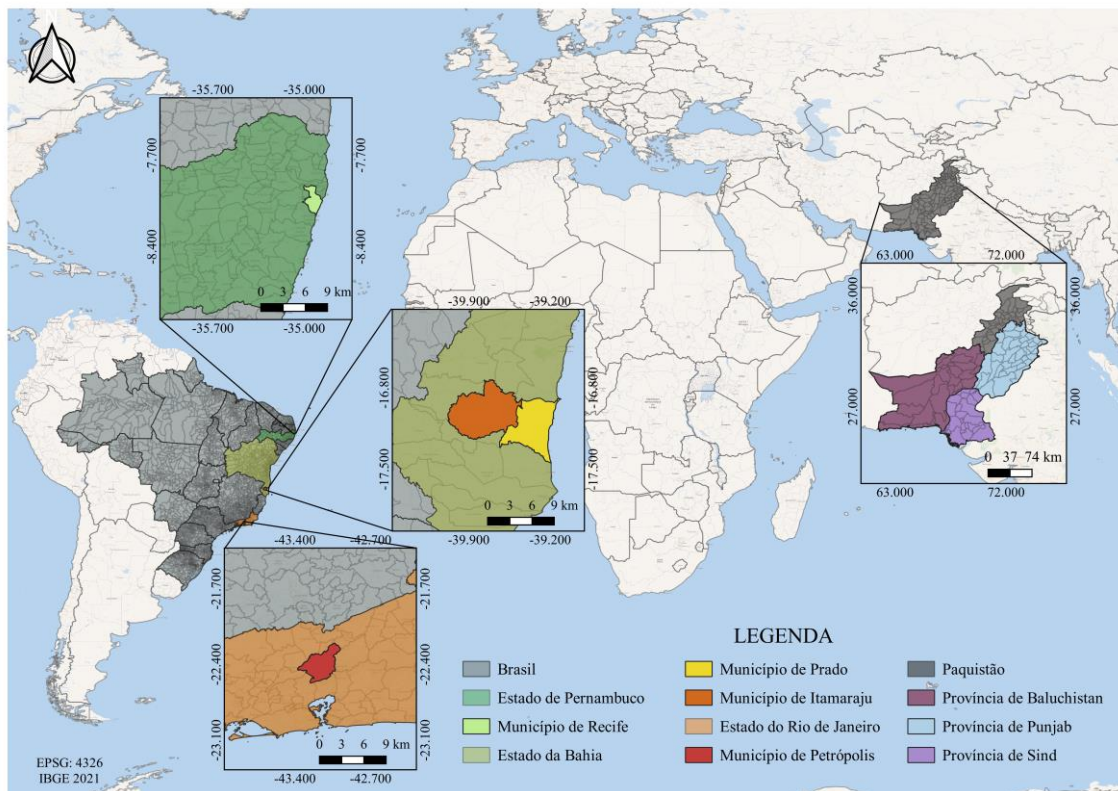 -35.700 -35.000
-7.700 -7.700
-8.400 -8.400
0 3 6 9 km
-35.700 -35.000
63.000 72.000
36.000 36.000
27.000 27.000
0 37 74 km
63.000 72.000
-39.900 -39.200
-16.800 -16.800
-17.500 -17.500
0 3 6 9 km
-39.900 -39.200
-43.400 -42.700
-21.700 -21.700
-22.400 -22.400
-23.100 -23.100
0 3 6 9 km
-43.400 -42.700
LEGENDA
Brasil
Estado de Pernambuco
Município de Recife
Estado da Bahia
Município de Prado
Município de Itamaraju
Estado do Rio de Janeiro
Município de Petrópolis
Paquistão
Província de Baluchistan
Província de Punjab
Província de Sind
EPSG: 4326
IBGE 2021